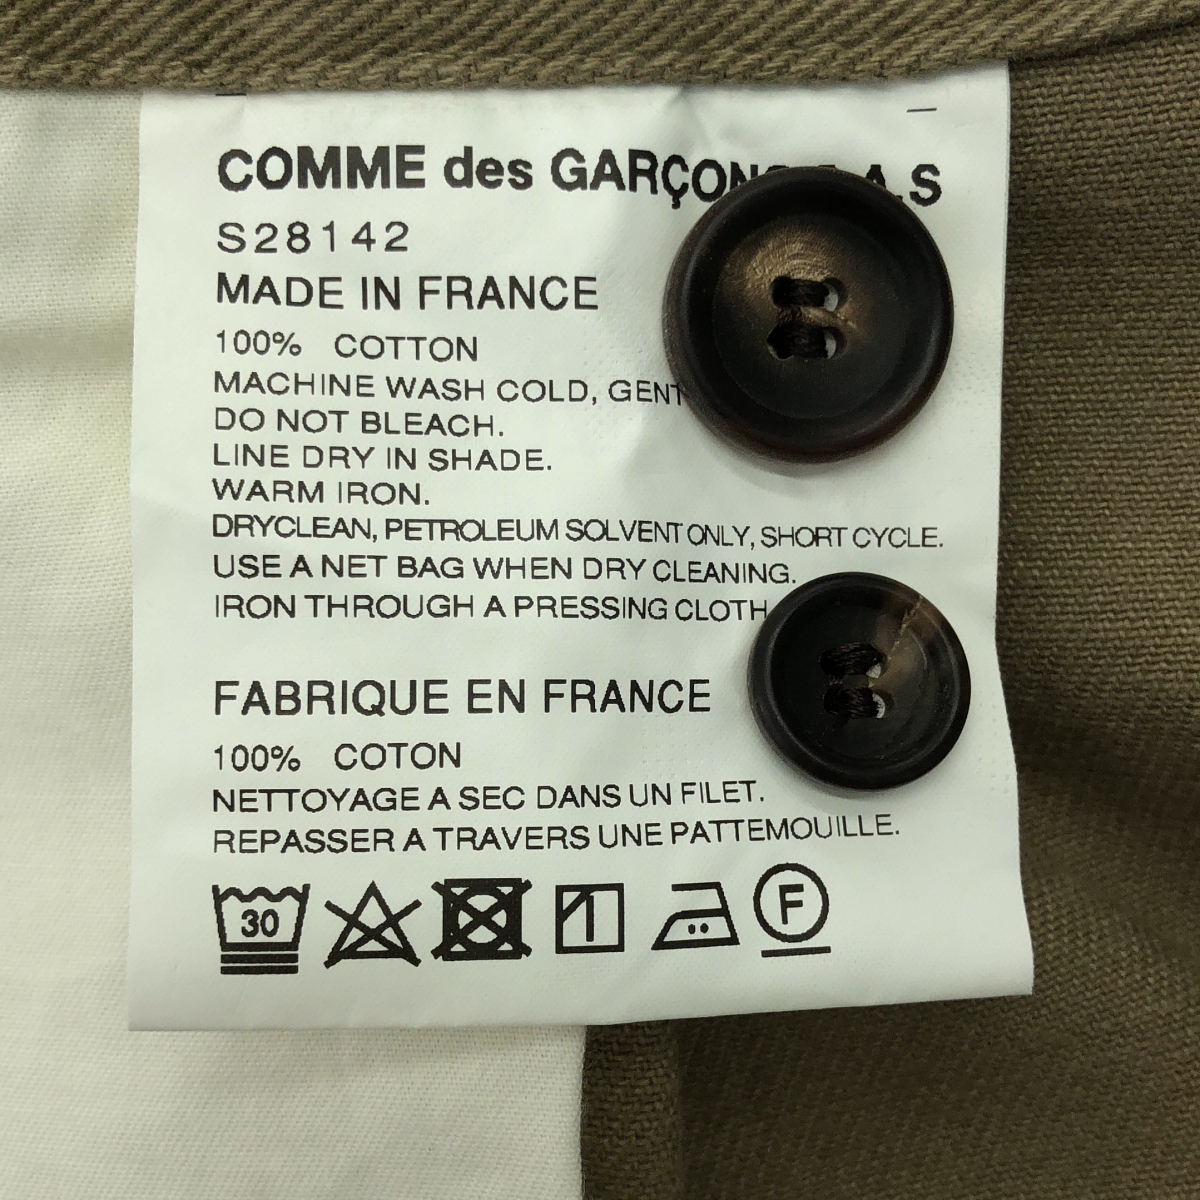 COMME des GARÇONS S.A.S
S28142
MADE IN FRANCE
100% COTTON
MACHINE WASH COLD,
DO NOT BLEACH.
LINE DRY IN SHADE.
WARM IRON.
DRYCLEAN, PETROLEUM SOLVENT ONLY, SHORT CYCLE.
USE A NET BAG WHEN DRY CLEANING.
IRON THROUGH A PRESSING CLOTH
FABRIQUE EN FRANCE
100% COTON
NETTOYAGE A SEC DANS UN FILET.
REPASSER A TRAVERS UNE PATTEMOUILLE.
30 F